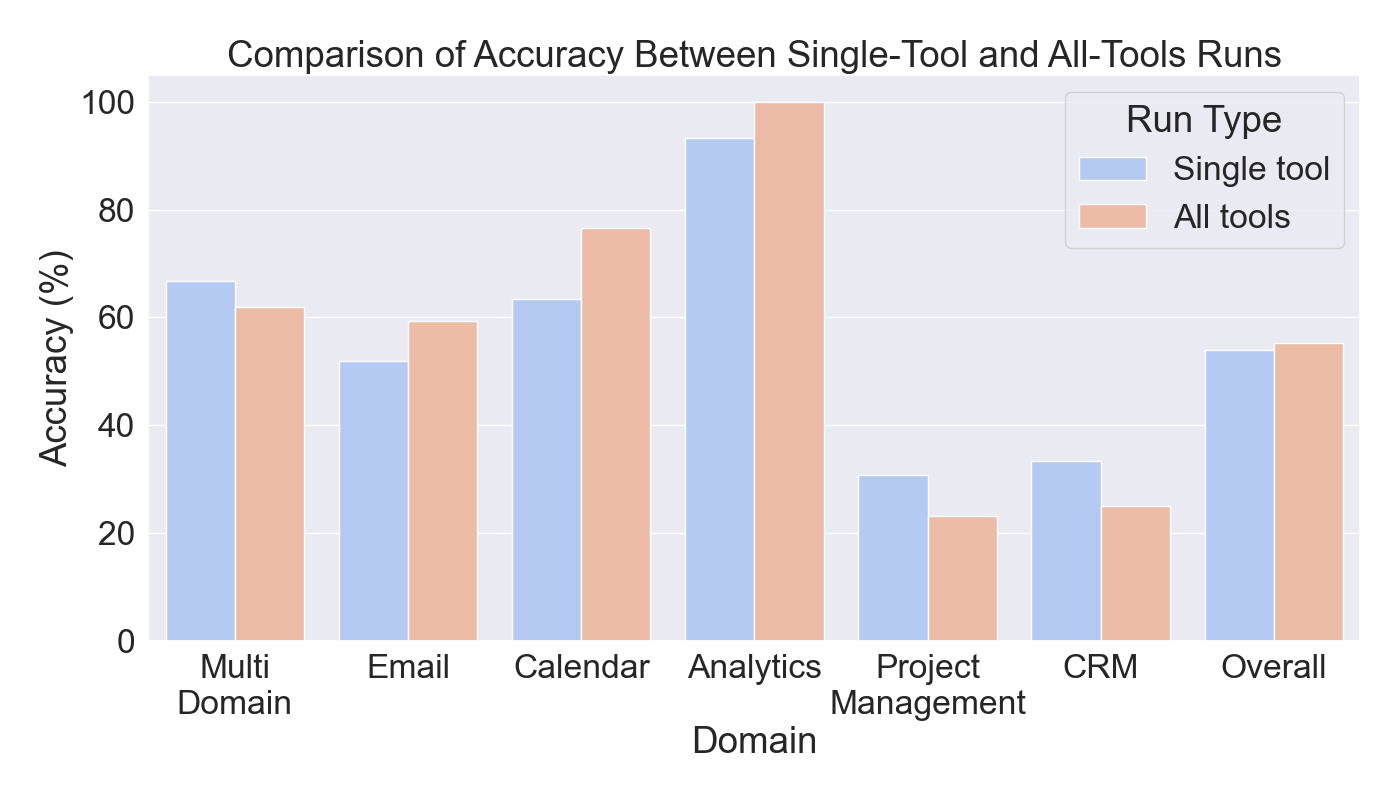 Comparison of Accuracy Between Single-Tool and All-Tools Runs
Run Type
Single tool
All tools
Accuracy (%)
100
80
60
40
20
0
Multi
Domain
Email
Calendar
Analytics
Project
Management
CRM
Overall
Domain